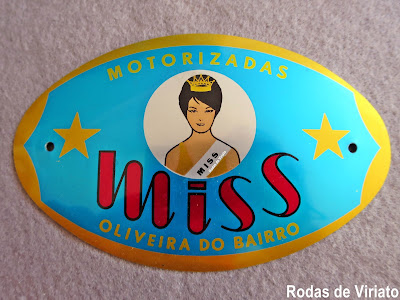 MOTORIZADAS
MISS
miss
OLIVEIRA DO BAIRRO
Rodas de Viriato